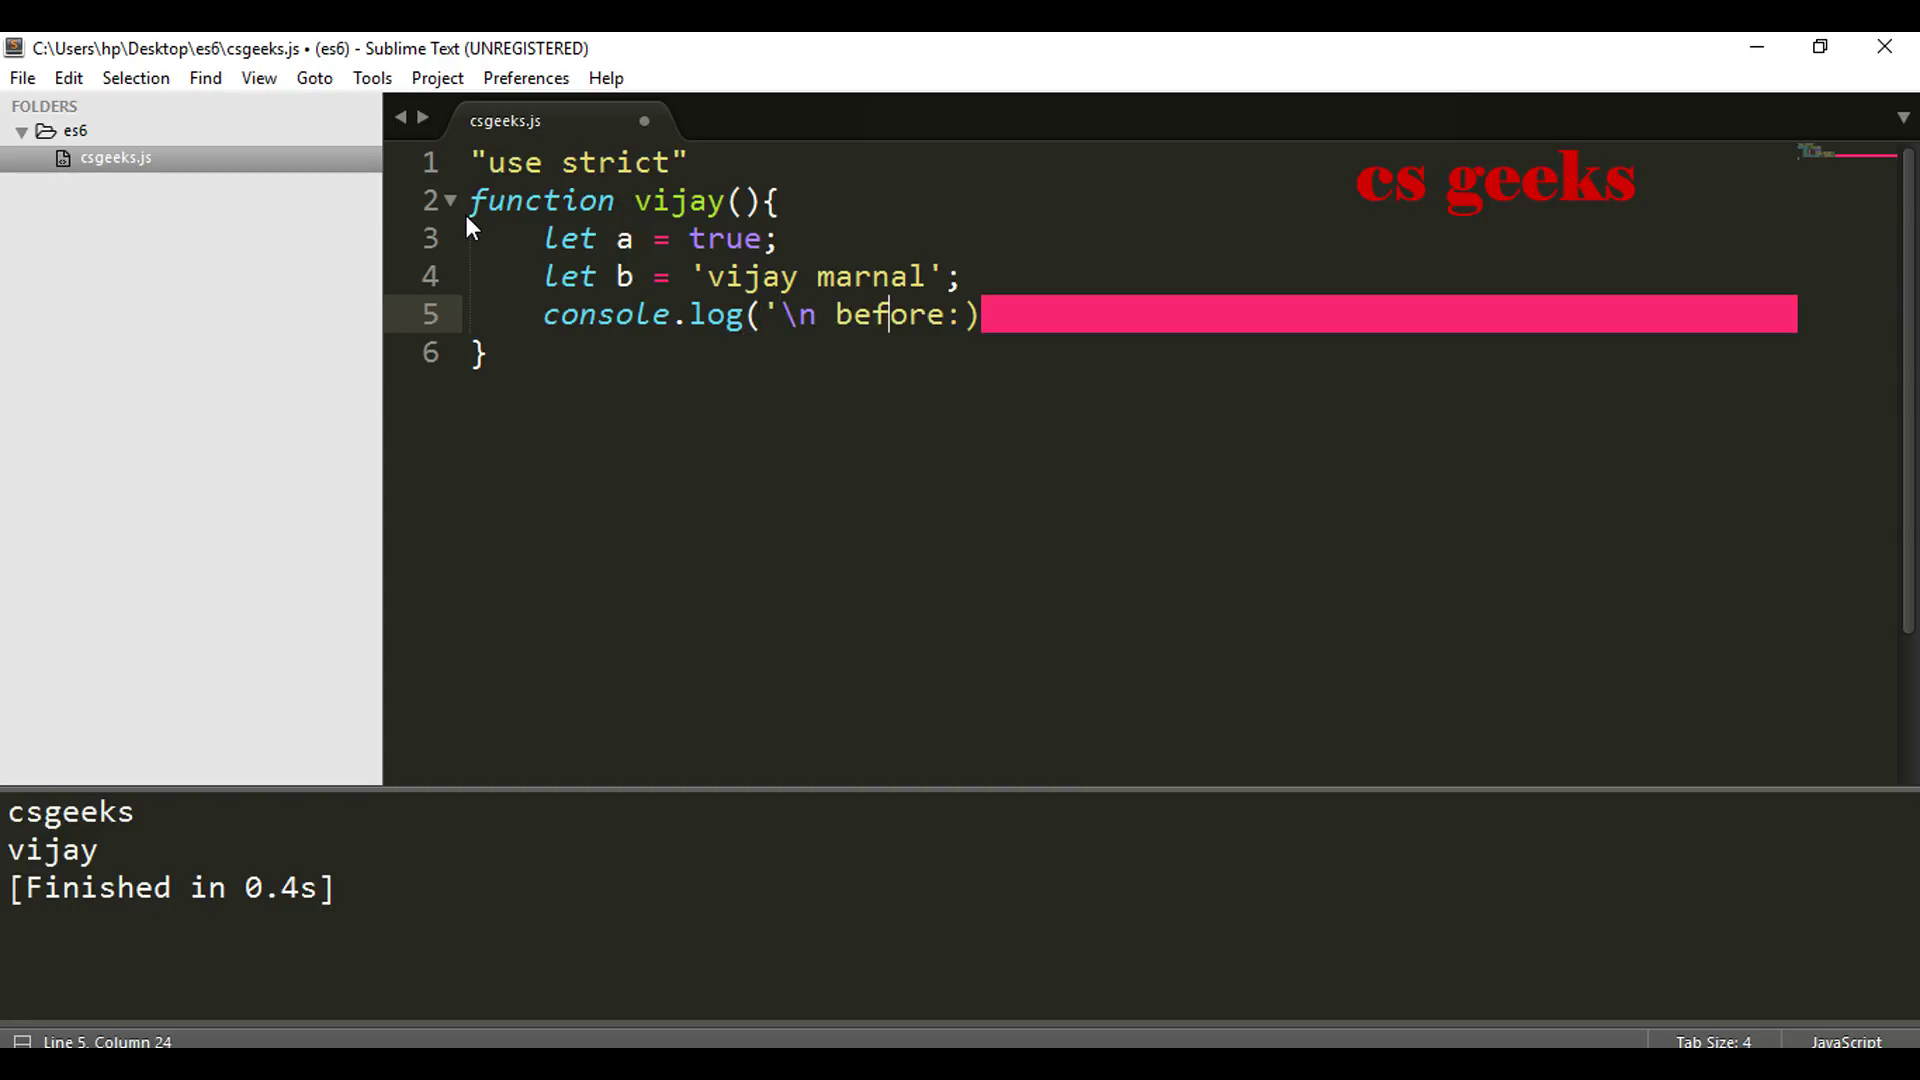 C:\Users\hp\Desktop\es6\csgeeks.js • (es6) - Sublime Text (UNREGISTERED)
File Edit Selection Find View Goto Tools Project Preferences Help
FOLDERS
es6
csgeeks.js
csgeeks.js
cs geeks
1 "use strict"
2 function vijay(){
3 let a = true;
4 let b = 'vijay marnal';
5 console.log('\n before:)
6 }
csgeeks
vijay
[Finished in 0.4s]
Line 5, Column 24 Tab Size: 4 JavaScript